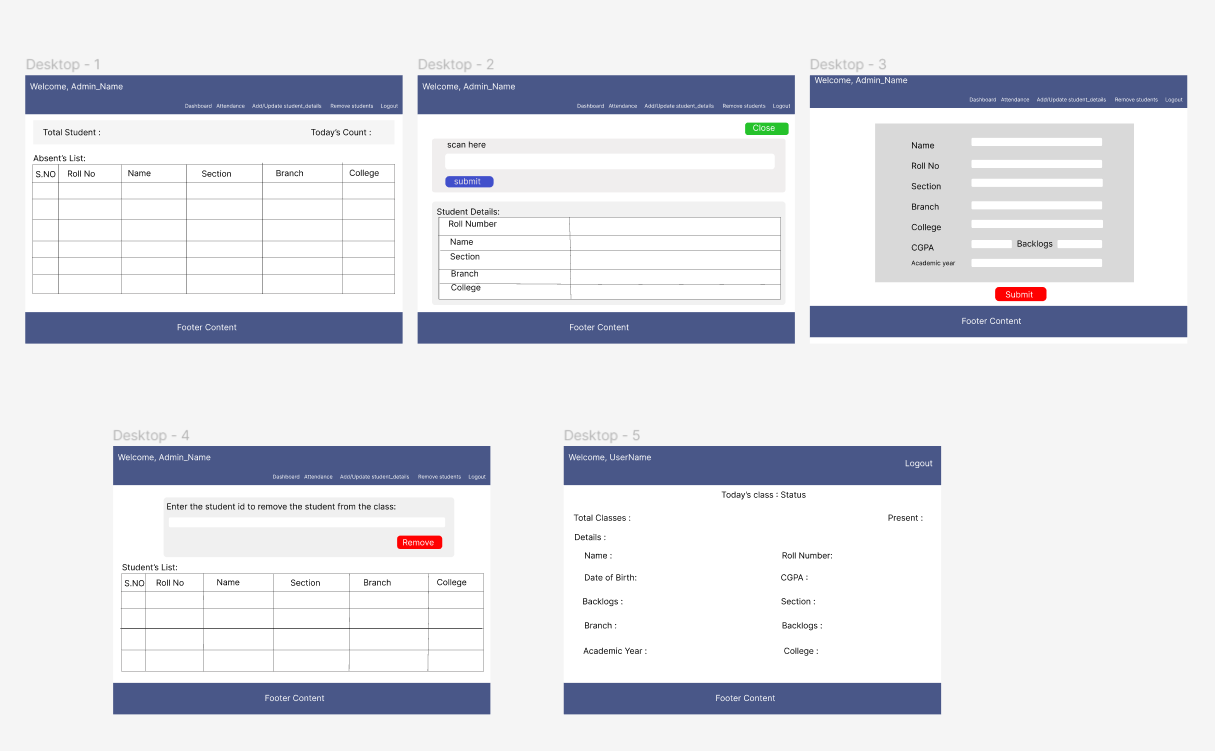 Desktop - 1
Welcome, Admin_Name
Dashboard Attendance Add/Update student_details Remove students Logout
Total Student : Today's Count :
Absent's List:
S.NO Roll No Name Section Branch College
Footer Content
Desktop - 2
Welcome, Admin_Name
Dashboard Attendance Add/Update student_details Remove students Logout
Close
scan here
submit
Student Details:
Roll Number
Name
Section
Branch
College
Footer Content
Desktop - 3
Welcome, Admin_Name
Dashboard Attendance Add/Update student_details Remove students Logout
Name
Roll No
Section
Branch
College
CGPA Backlogs
Academic year
Submit
Footer Content
Desktop - 4
Welcome, Admin_Name
Dashboard Attendance Add/Update student_details Remove students Logout
Enter the student id to remove the student from the class:
Remove
Student's List:
S.NO Roll No Name Section Branch College
Footer Content
Desktop - 5
Welcome, UserName
Logout
Today's class : Status
Total Classes : Present :
Details :
Name : Roll Number:
Date of Birth: CGPA :
Backlogs : Section :
Branch : Backlogs :
Academic Year : College :
Footer Content